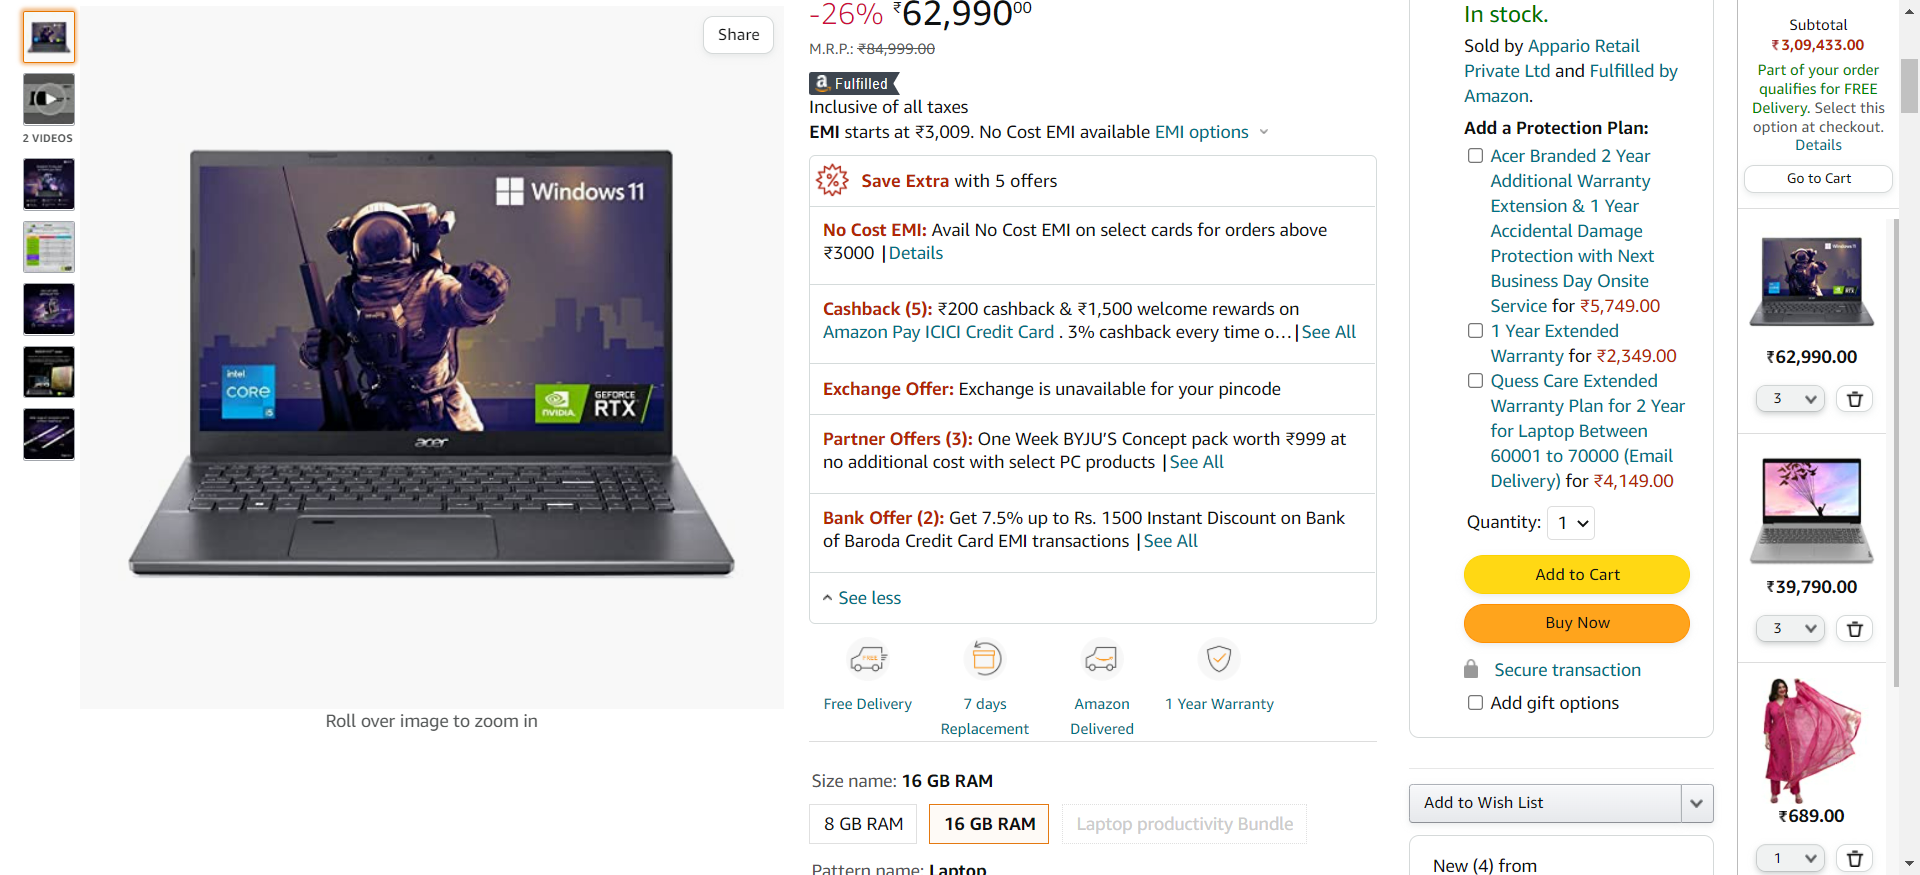 2 VIDEOS
Share
Windows 11
intel
CORE
i5
NVIDIA
GEFORCE
RTX
acer
Roll over image to zoom in
-26% ₹62,99000
M.R.P.: ₹84,999.00
a Fulfilled
Inclusive of all taxes
EMI starts at ₹3,009. No Cost EMI available EMI options
Save Extra with 5 offers
No Cost EMI: Avail No Cost EMI on select cards for orders above
₹3000 | Details
Cashback (5): ₹200 cashback & ₹1,500 welcome rewards on
Amazon Pay ICICI Credit Card . 3% cashback every time o… | See All
Exchange Offer: Exchange is unavailable for your pincode
Partner Offers (3): One Week BYJU'S Concept pack worth ₹999 at
no additional cost with select PC products | See All
Bank Offer (2): Get 7.5% up to Rs. 1500 Instant Discount on Bank
of Baroda Credit Card EMI transactions | See All
See less
FREE
Free Delivery
7 days
Replacement
Amazon
Delivered
1 Year Warranty
Size name: 16 GB RAM
8 GB RAM
16 GB RAM
Laptop productivity Bundle
Pattern name: Laptop
In stock.
Sold by Appario Retail
Private Ltd and Fulfilled by
Amazon.
Add a Protection Plan:
Acer Branded 2 Year
Additional Warranty
Extension & 1 Year
Accidental Damage
Protection with Next
Business Day Onsite
Service for ₹5,749.00
1 Year Extended
Warranty for ₹2,349.00
Quess Care Extended
Warranty Plan for 2 Year
for Laptop Between
60001 to 70000 (Email
Delivery) for ₹4,149.00
Quantity: 1
Add to Cart
Buy Now
Secure transaction
Add gift options
Add to Wish List
New (4) from
Subtotal
₹3,09,433.00
Part of your order
qualifies for FREE
Delivery. Select this
option at checkout.
Details
Go to Cart
Windows 11
₹62,990.00
3
₹39,790.00
3
₹689.00
1